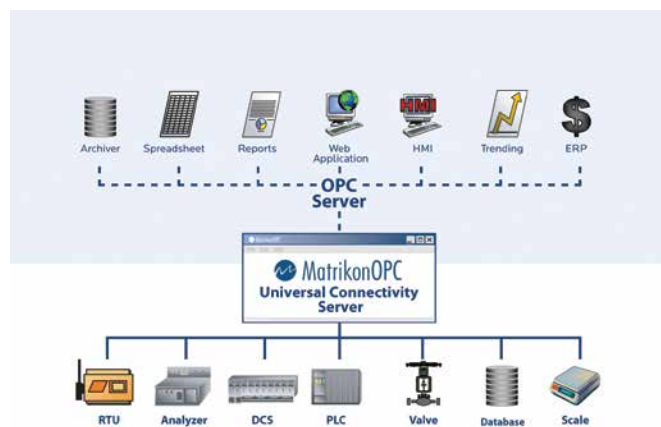 HMI
Archiver
Spreadsheet
Reports
Web
Application
HMI
Trending
ERP
OPC
Server
MatrikonOPC
Universal Connectivity
Server
RTU
Analyzer
DCS
PLC
Valve
Database
Scale